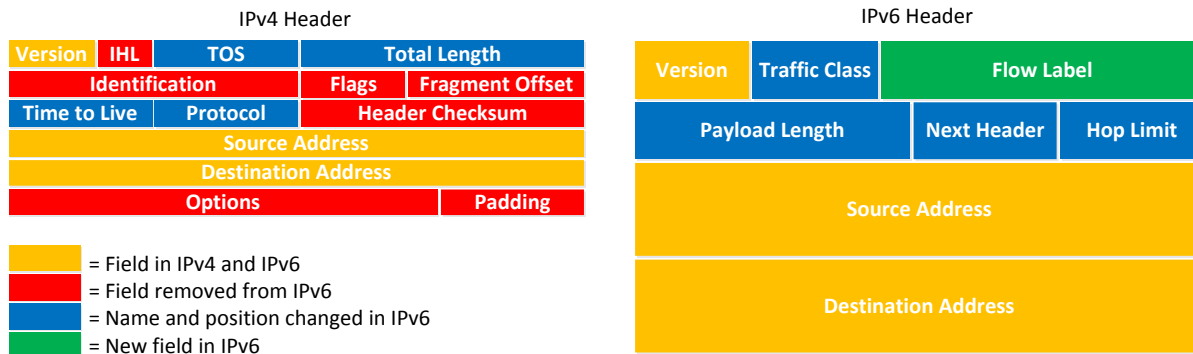 IPv4 Header
Version IHL TOS Total Length
Identification Flags Fragment Offset
Time to Live Protocol Header Checksum
Source Address
Destination Address
Options Padding
= Field in IPv4 and IPv6
= Field removed from IPv6
= Name and position changed in IPv6
= New field in IPv6
IPv6 Header
Version Traffic Class Flow Label
Payload Length Next Header Hop Limit
Source Address
Destination Address